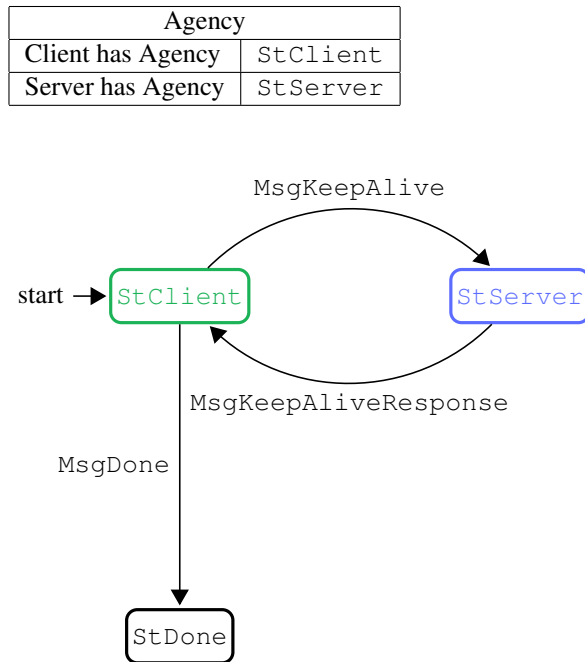 Agency
Client has Agency StClient
Server has Agency StServer
MsgKeepAlive
start StClient StServer
MsgKeepAliveResponse
MsgDone
StDone